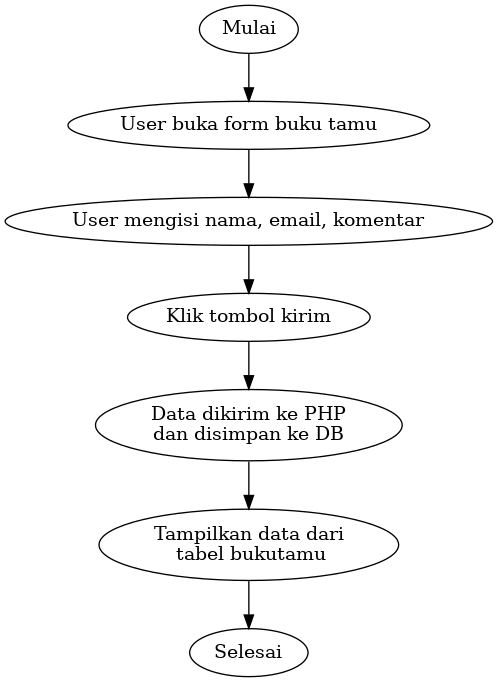 Mulai
User buka form buku tamu
User mengisi nama, email, komentar
Klik tombol kirim
Data dikirim ke PHP
dan disimpan ke DB
Tampilkan data dari
tabel bukutamu
Selesai